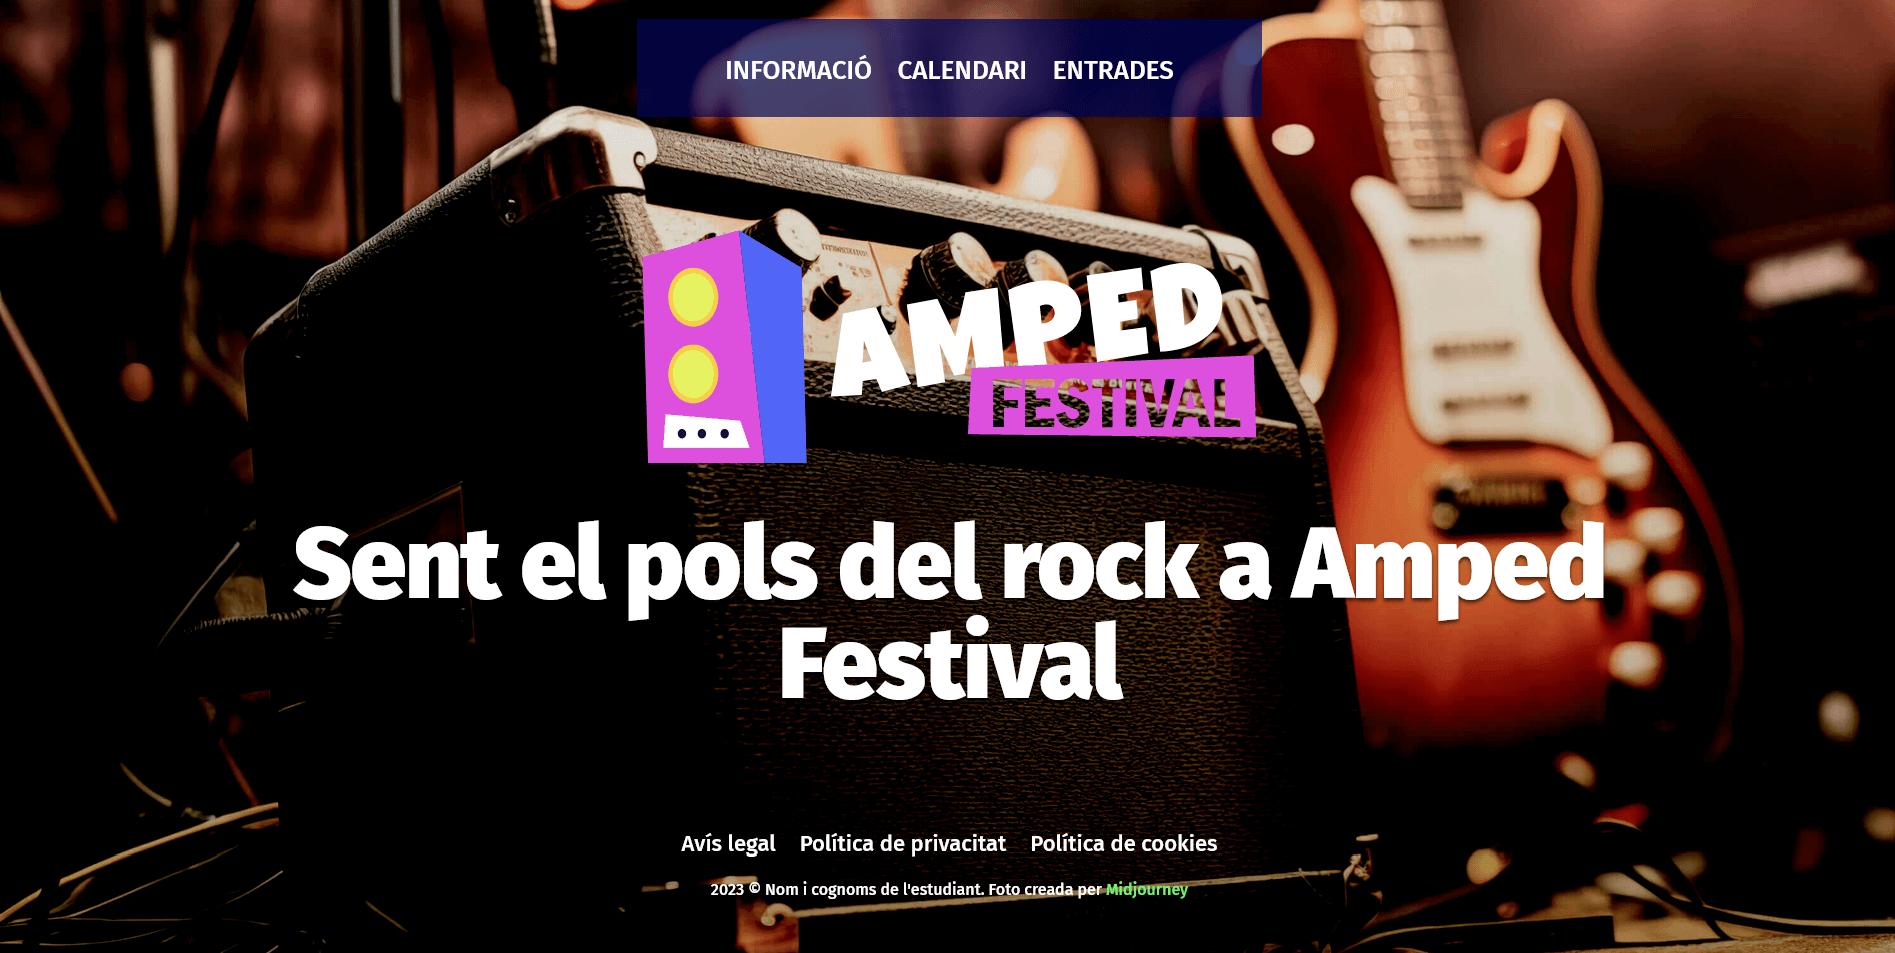 INFORMACIÓ CALENDARI ENTRADES
AMPED
FESTIVAL
Sent el pols del rock a Amped
Festival
Avís legal Política de privacitat Política de cookies
2023 © Nom i cognoms de l'estudiant. Foto creada per Midjourney